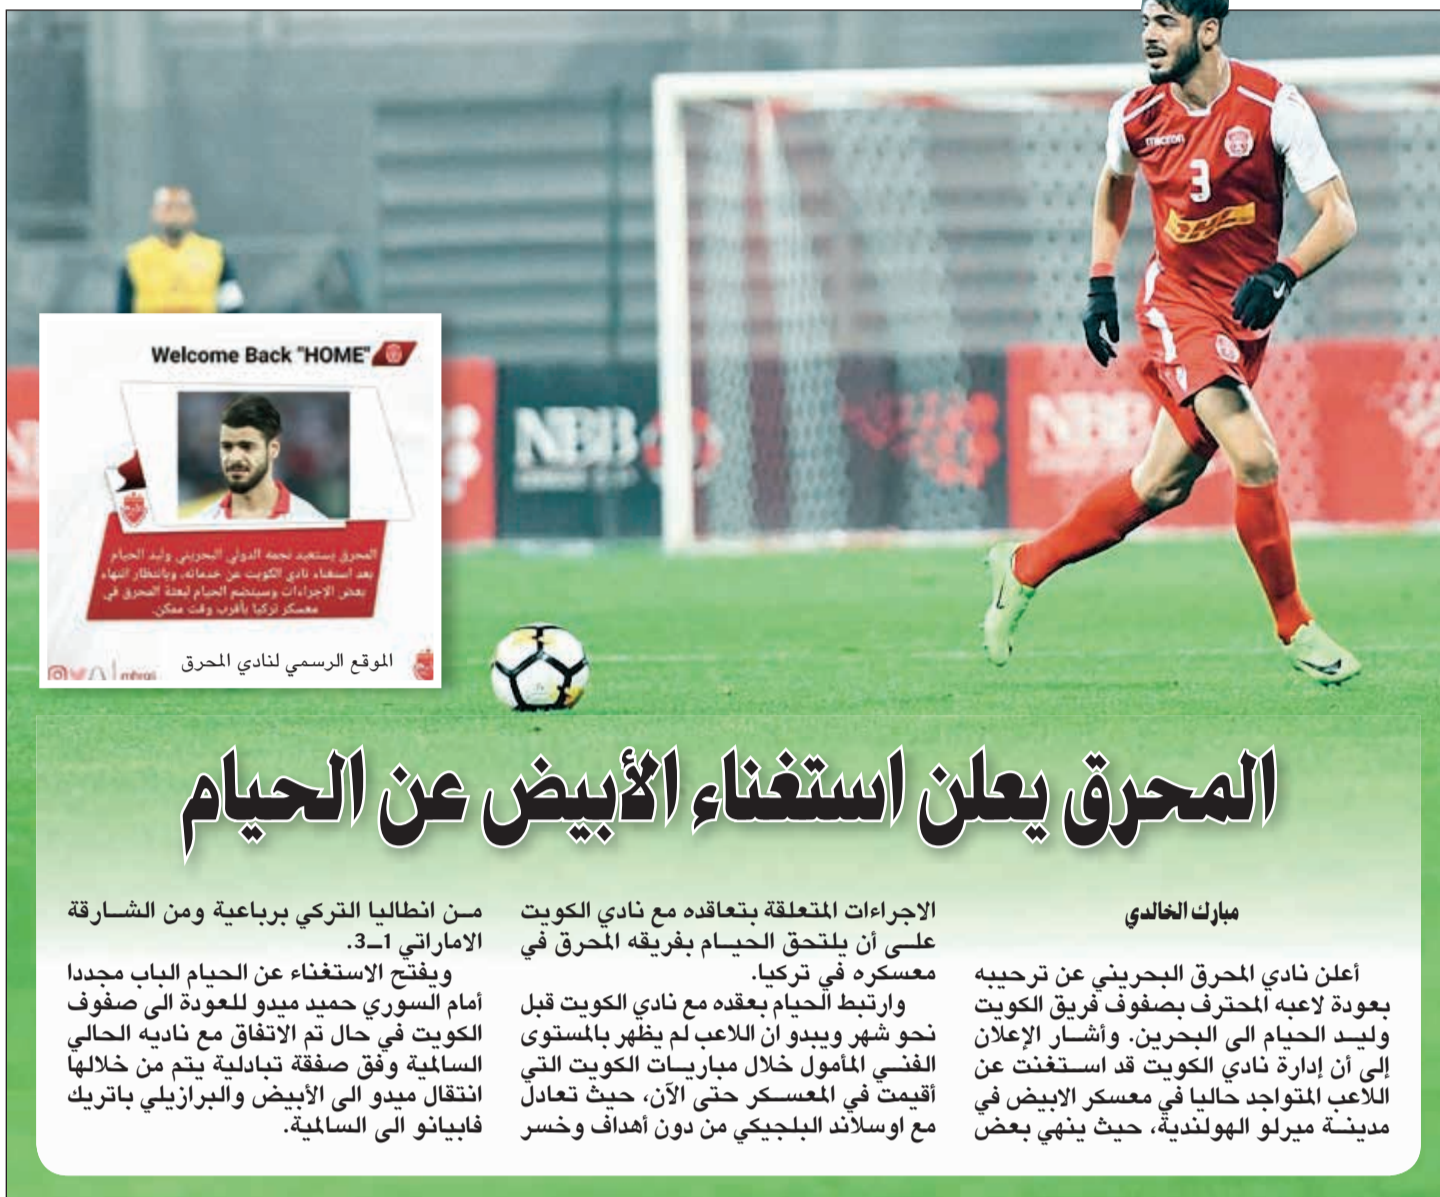 micron
3
DHL
NBB
NBB
Welcome Back "HOME"
المحرق يستعيد نجمه الدولي البحريني وليد الحيام
بعد استغناء نادي الكويت عن خدماته، وبانتظار انتهاء
بعض الإجراءات وسينضم الحيام لبعثة المحرق في
معسكر تركيا بأقرب وقت ممكن.
الموقع الرسمي لنادي المحرق
المحرق يعلن استغناء الأبيض عن الحيام
مبارك الخالدي
أعلن نادي المحرق البحريني عن ترحيبه
بعودة لاعبه المحترف بصفوف فريق الكويت
وليد الحيام الى البحرين. وأشار الإعلان
إلى أن إدارة نادي الكويت قد استغنت عن
اللاعب المتواجد حاليا في معسكر الابيض في
مدينة ميرلو الهولندية، حيث ينهي بعض
الاجراءات المتعلقة بتعاقده مع نادي الكويت
على أن يلتحق الحيام بفريقه المحرق في
معسكره في تركيا.
وارتبط الحيام بعقده مع نادي الكويت قبل
نحو شهر ويبدو ان اللاعب لم يظهر بالمستوى
الفني المأمول خلال مباريات الكويت التي
أقيمت في المعسكر حتى الآن، حيث تعادل
مع اوسلاند البلجيكي من دون أهداف وخسر
من انطاليا التركي برباعية ومن الشارقة
الاماراتي 1ـ3.
ويفتح الاستغناء عن الحيام الباب مجددا
أمام السوري حميد ميدو للعودة الى صفوف
الكويت في حال تم الاتفاق مع ناديه الحالي
السالمية وفق صفقة تبادلية يتم من خلالها
انتقال ميدو الى الأبيض والبرازيلي باتريك
فابيانو الى السالمية.